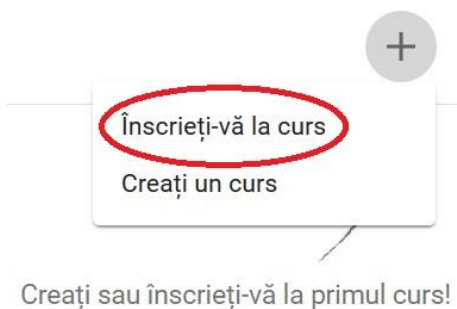 +
Înscrieți-vă la curs
Creați un curs
Creați sau înscrieți-vă la primul curs!